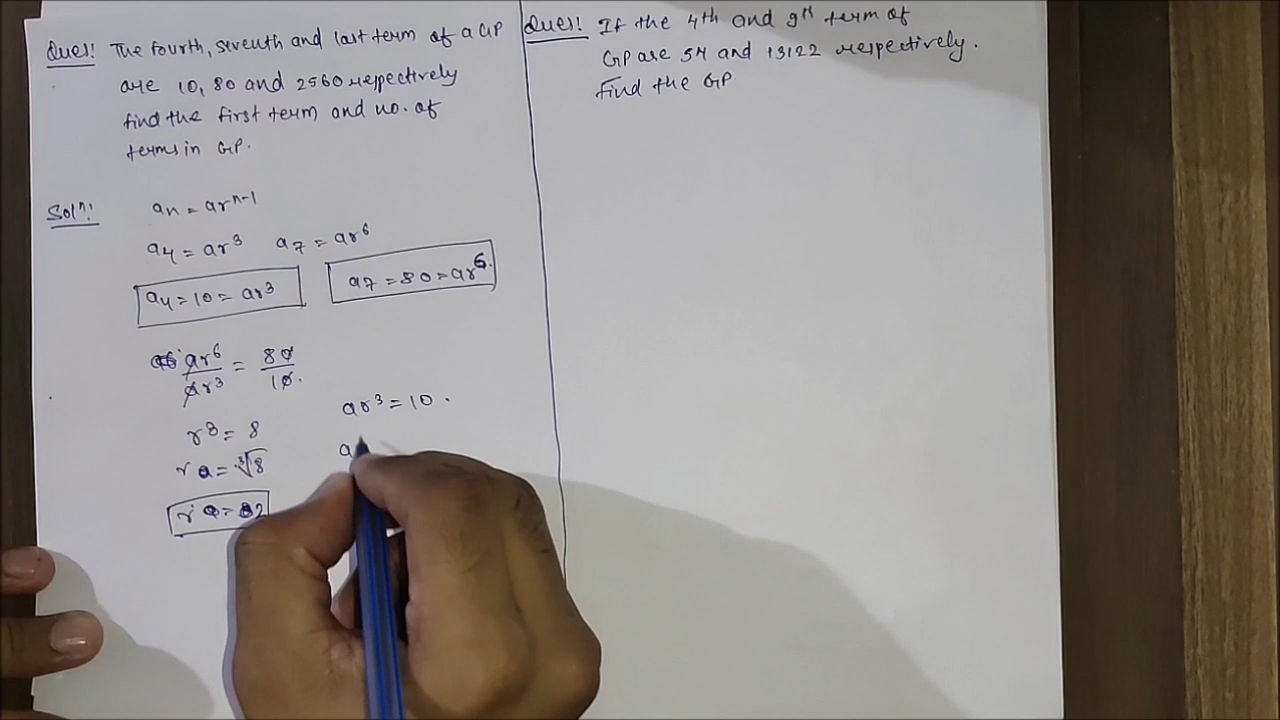 Ques! The fourth, seventh and last term of a GP
are 10, 80 and 2560 respectively
find the first term and no. of
terms in GP.
Solⁿ!
aₙ = arⁿ⁻¹
a₄ = ar³ a₇ = ar⁶
a₄ = 10 = ar³ a₇ = 80 = ar⁶.
ar⁶/ar³ = 80/10.
r³ = 8
r = ³√8
r = 2
ar³ = 10.
a
Ques! If the 4ᵗʰ and 9ᵗʰ term of
GP are 54 and 13122 respectively.
find the GP